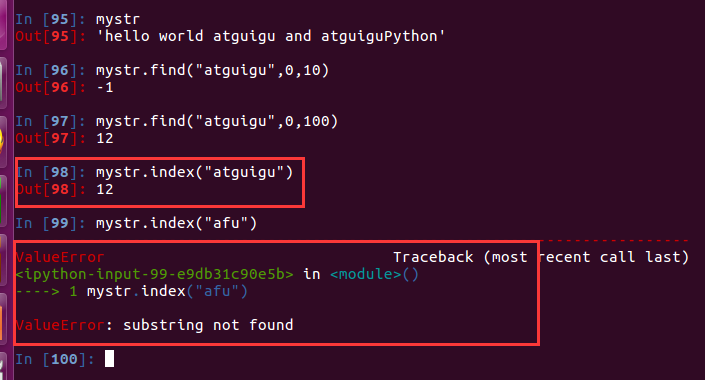 In [95]: mystr
Out[95]: 'hello world atguigu and atguiguPython'
In [96]: mystr.find("atguigu",0,10)
Out[96]: -1
In [97]: mystr.find("atguigu",0,100)
Out[97]: 12
In [98]: mystr.index("atguigu")
Out[98]: 12
In [99]: mystr.index("afu")
---------------------------------------------------------------------------
ValueError                                Traceback (most recent call last)
<ipython-input-99-e9db31c90e5b> in <module>()
----> 1 mystr.index("afu")
ValueError: substring not found
In [100]: